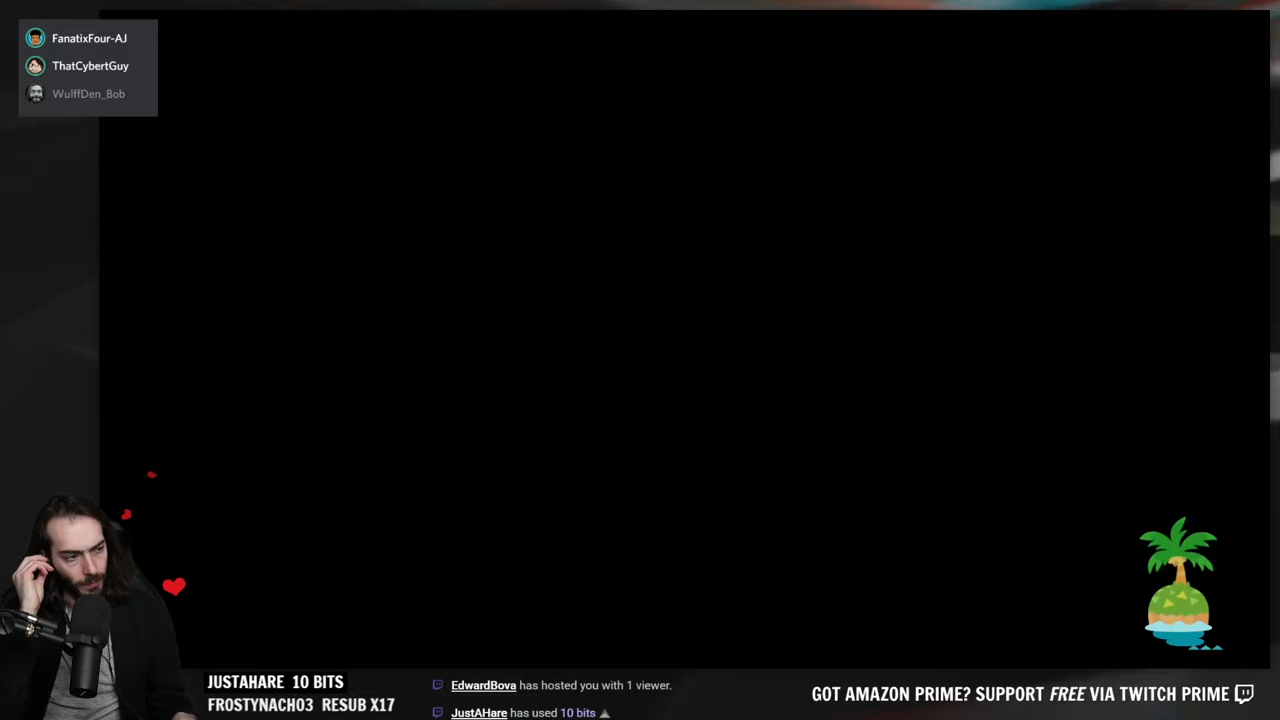 FanatixFour-AJ
ThatCybertGuy
WulffDen_Bob
JUSTAHARE 10 BITS
FROSTYNACHO3 RESUB X17
EdwardBova has hosted you with 1 viewer.
JustAHare has used 10 bits
GOT AMAZON PRIME? SUPPORT FREE VIA TWITCH PRIME